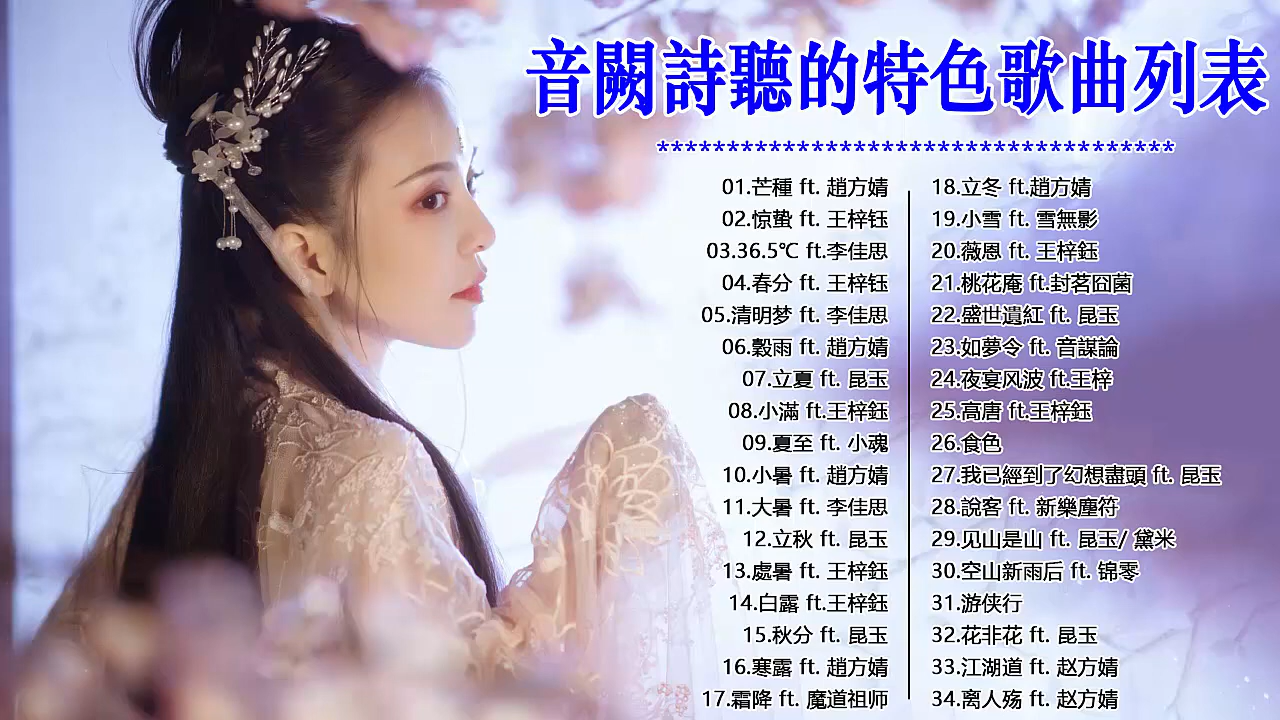 音闕詩聽的特色歌曲列表
*************************************
01.芒種 ft. 趙方婧
02.惊蛰 ft. 王梓钰
03.36.5℃ ft.李佳思
04.春分 ft. 王梓钰
05.清明梦 ft. 李佳思
06.穀雨 ft. 趙方婧
07.立夏 ft. 昆玉
08.小滿 ft.王梓鈺
09.夏至 ft. 小魂
10.小暑 ft. 趙方婧
11.大暑 ft. 李佳思
12.立秋 ft. 昆玉
13.處暑 ft. 王梓鈺
14.白露 ft.王梓鈺
15.秋分 ft. 昆玉
16.寒露 ft. 趙方婧
17.霜降 ft. 魔道祖师
18.立冬 ft.趙方婧
19.小雪 ft. 雪無影
20.薇恩 ft. 王梓鈺
21.桃花庵 ft.封茗囧菌
22.盛世遺紅 ft. 昆玉
23.如夢令 ft. 音謀論
24.夜宴风波 ft.王梓
25.高唐 ft.王梓鈺
26.食色
27.我已經到了幻想盡頭 ft. 昆玉
28.說客 ft. 新樂塵符
29.见山是山 ft. 昆玉/ 黛米
30.空山新雨后 ft. 锦零
31.游侠行
32.花非花 ft. 昆玉
33.江湖道 ft. 赵方婧
34.离人殇 ft. 赵方婧